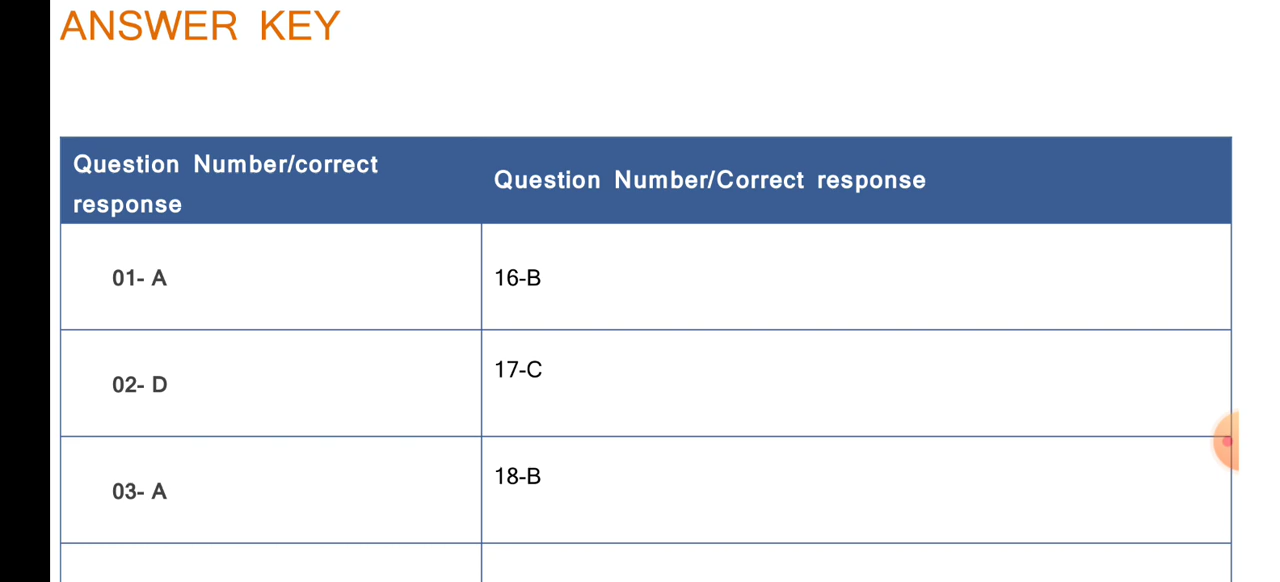 ANSWER KEY
Question Number/correct
response
Question Number/Correct response
01- A
16-B
02- D
17-C
03- A
18-B